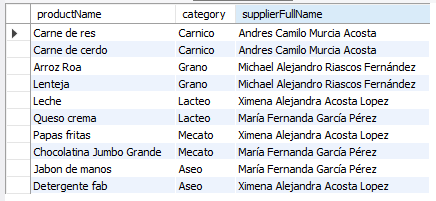 productName category supplierFullName
Carne de res Carnico Andres Camilo Murcia Acosta
Carne de cerdo Carnico Andres Camilo Murcia Acosta
Arroz Roa Grano Michael Alejandro Riascos Fernández
Lenteja Grano Michael Alejandro Riascos Fernández
Leche Lacteo Ximena Alejandra Acosta Lopez
Queso crema Lacteo María Fernanda García Pérez
Papas fritas Mecato Ximena Alejandra Acosta Lopez
Chocolatina Jumbo Grande Mecato María Fernanda García Pérez
Jabon de manos Aseo María Fernanda García Pérez
Detergente fab Aseo Ximena Alejandra Acosta Lopez